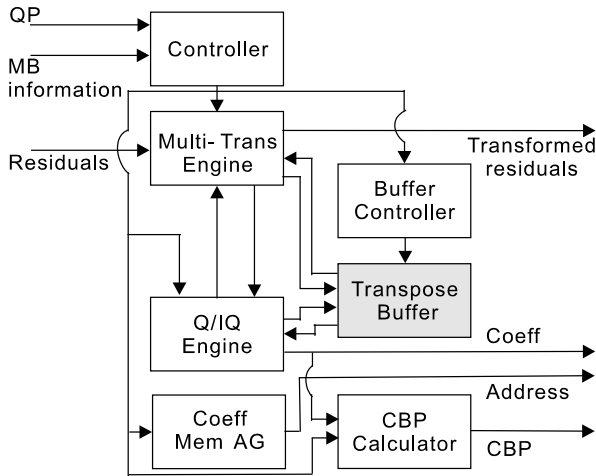 QP
Controller
MB
information
Multi- Trans
Engine
Transformed
residuals
Residuals
Buffer
Controller
Transpose
Buffer
Q/IQ
Engine
Coeff
Address
Coeff
Mem AG
CBP
Calculator
CBP